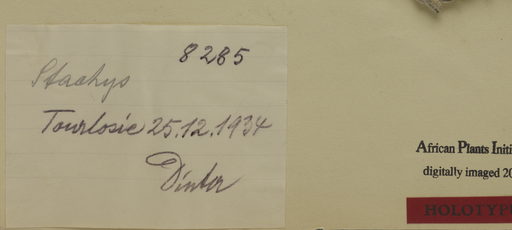 8285
Stachys
Tourlosie 25.12.1934
Dinter
African Plants Initi
digitally imaged 20
HOLOTYP